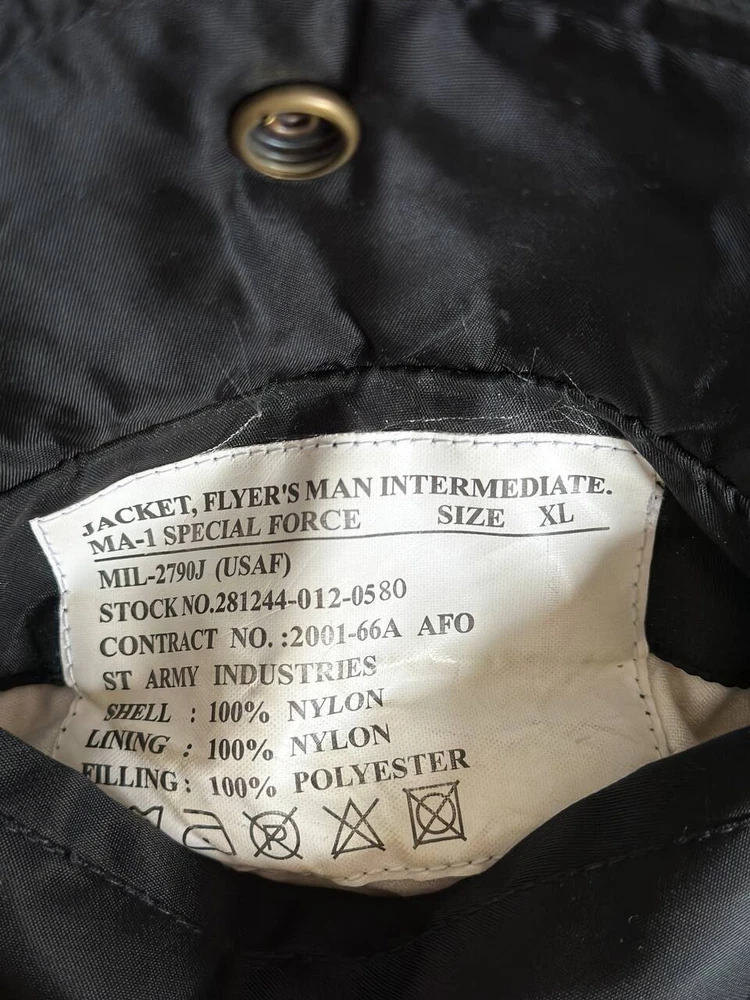 JACKET, FLYER'S MAN INTERMEDIATE.
MA-1 SPECIAL FORCE SIZE XL
MIL-2790J (USAF)
STOCK NO.281244-012-0580
CONTRACT NO. :2001-66A AFO
ST ARMY INDUSTRIES
SHELL : 100% NYLON
LINING : 100% NYLON
FILLING : 100% POLYESTER
P